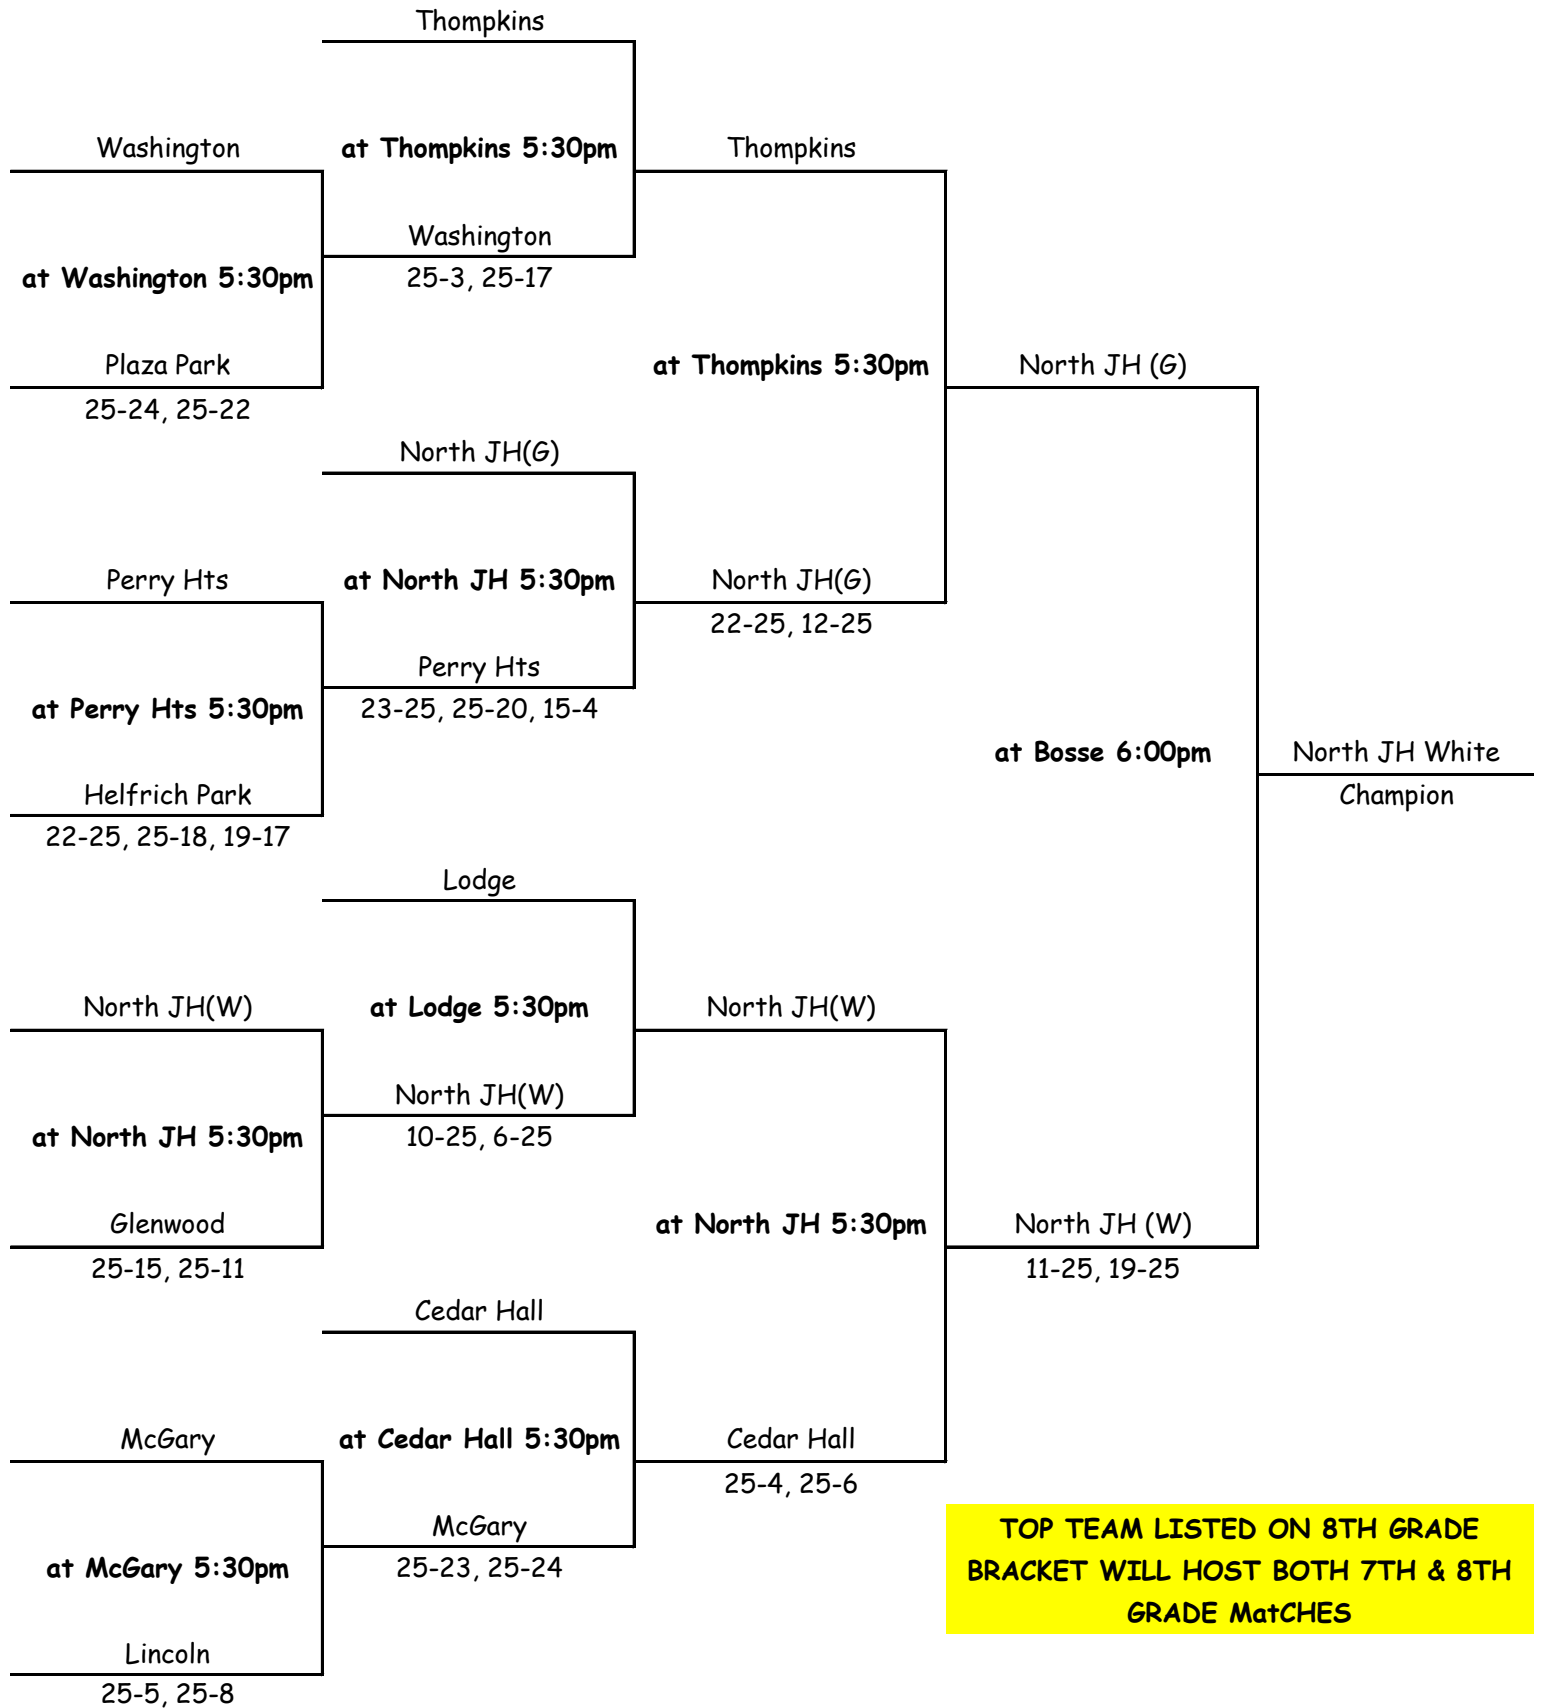 Thompkins
Washington
at Thompkins 5:30pm
Thompkins
Washington
25-3, 25-17
at Washington 5:30pm
Plaza Park
25-24, 25-22
at Thompkins 5:30pm
North JH (G)
North JH(G)
Perry Hts
at North JH 5:30pm
North JH(G)
22-25, 12-25
Perry Hts
23-25, 25-20, 15-4
at Perry Hts 5:30pm
at Bosse 6:00pm
North JH White
Champion
Helfrich Park
22-25, 25-18, 19-17
Lodge
North JH(W)
at Lodge 5:30pm
North JH(W)
North JH(W)
10-25, 6-25
at North JH 5:30pm
Glenwood
25-15, 25-11
at North JH 5:30pm
North JH (W)
11-25, 19-25
Cedar Hall
McGary
at Cedar Hall 5:30pm
Cedar Hall
25-4, 25-6
McGary
25-23, 25-24
at McGary 5:30pm
TOP TEAM LISTED ON 8TH GRADE
BRACKET WILL HOST BOTH 7TH & 8TH
GRADE MatCHES
Lincoln
25-5, 25-8